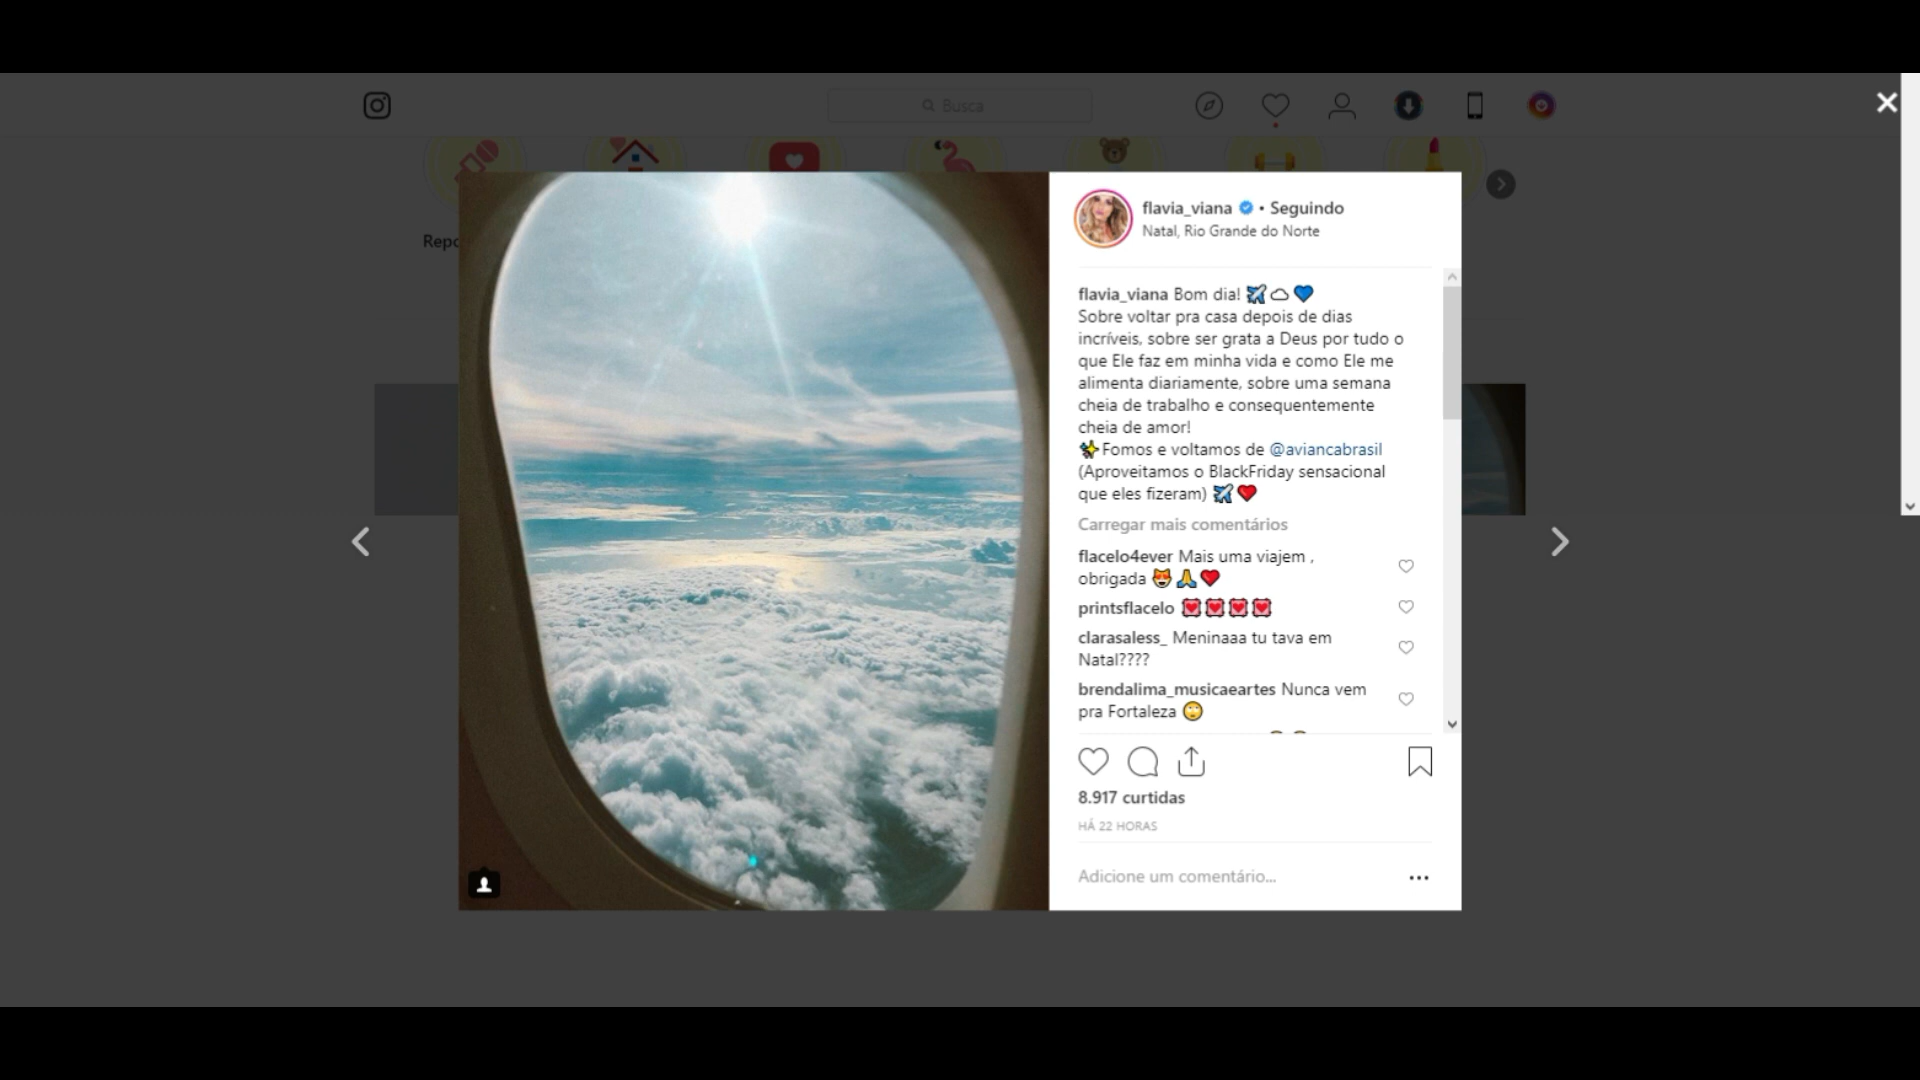 Busca
Repo
flavia_viana • Seguindo
Natal, Rio Grande do Norte
flavia_viana Bom dia! ✈️☁️💙
Sobre voltar pra casa depois de dias
incríveis, sobre ser grata a Deus por tudo o
que Ele faz em minha vida e como Ele me
alimenta diariamente, sobre uma semana
cheia de trabalho e consequentemente
cheia de amor!
✨Fomos e voltamos de @aviancabrasil
(Aproveitamos o BlackFriday sensacional
que eles fizeram) ✈️❤️
Carregar mais comentários
flacelo4ever Mais uma viajem ,
obrigada 😻🙏❤️
printsflacelo 💟💟💟💟
clarasaless_ Meninaaa tu tava em
Natal????
brendalima_musicaeartes Nunca vem
pra Fortaleza 🙄
8.917 curtidas
HÁ 22 HORAS
Adicione um comentário...